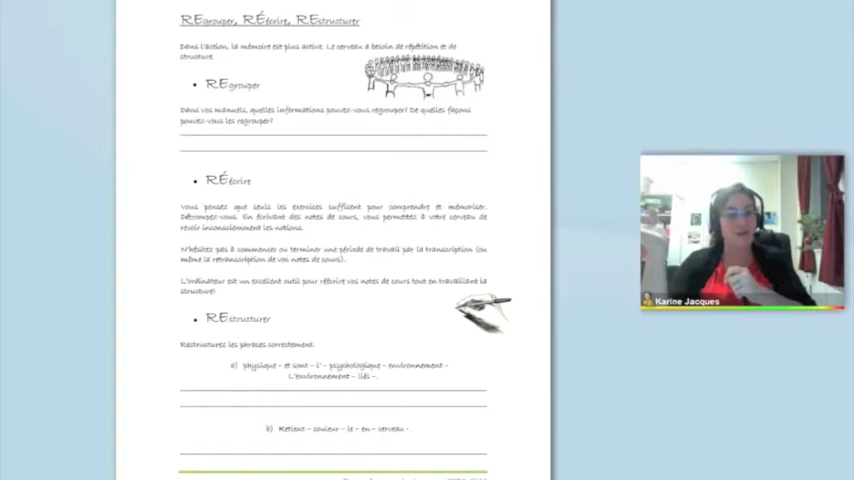 REgrouper, RÉécrire, REstructurer
Dans l'action, la mémoire est plus active. Le cerveau a besoin de répétition et de
structure.
• REgrouper
Dans vos manuels, quelles informations pouvez-vous regrouper? De quelles façons
pouvez-vous les regrouper?
• RÉécrire
Vous pensez que seuls les exercices suffisent pour comprendre et mémoriser.
Détrompez-vous. En écrivant des notes de cours, vous permettez à votre cerveau de
revoir inconsciemment les notions.
N'hésitez pas à commencer ou terminer une période de travail par la transcription (ou
même la retranscription de vos notes de cours).
L'ordinateur est un excellent outil pour réécrire vos notes de cours tout en travaillant la
structure!
• REstructurer
Restructurez les phrases correctement.
a) physique – et sont – l' – psychologique – environnement –
L'environnement – liés –.
b) Retient – couleur – le – en – cerveau – .
Karine Jacques